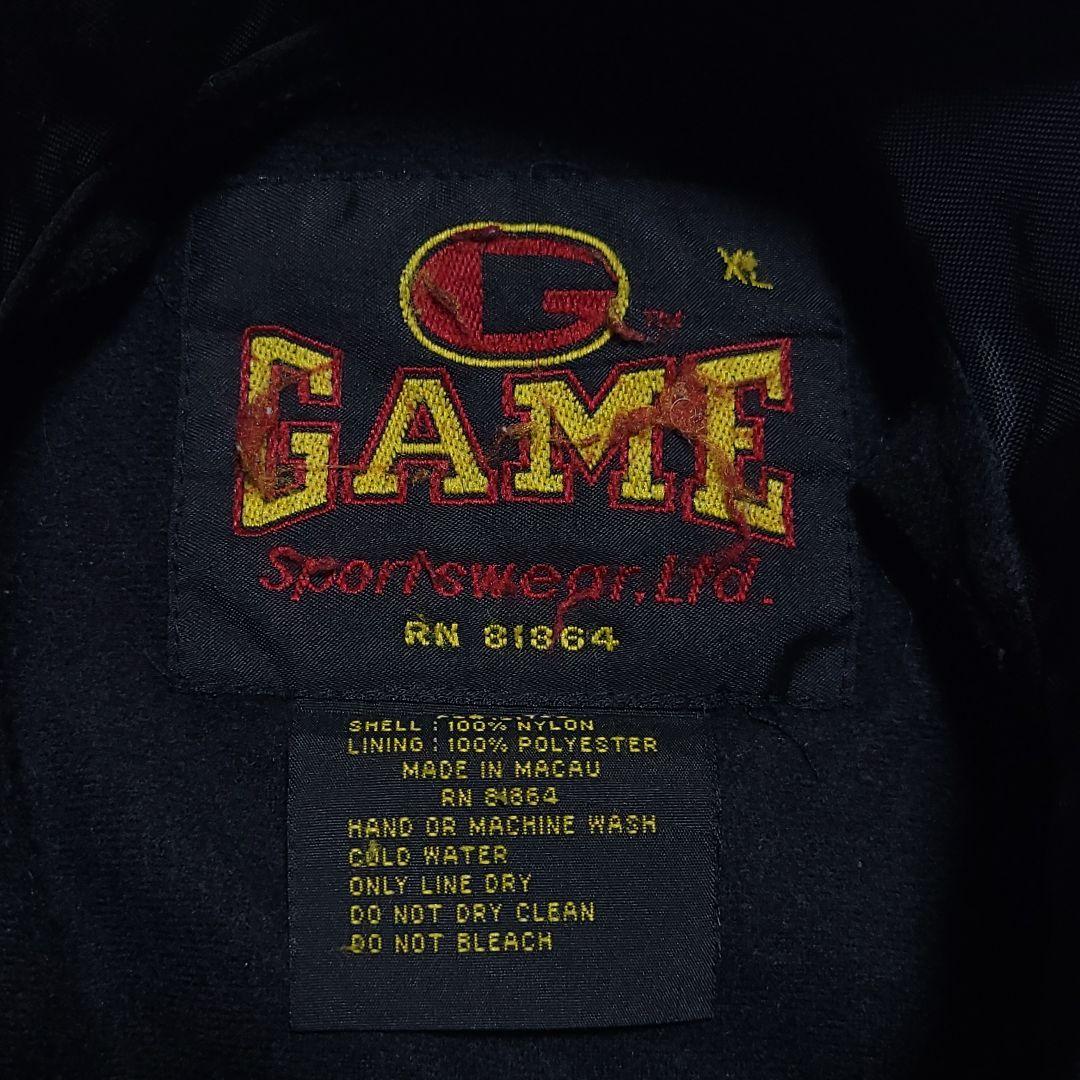 G ™
XL
GAME
Sportswear, Ltd.
RN 81864
SHELL : 100% NYLON
LINING : 100% POLYESTER
MADE IN MACAU
RN 81864
HAND OR MACHINE WASH
COLD WATER
ONLY LINE DRY
DO NOT DRY CLEAN
DO NOT BLEACH